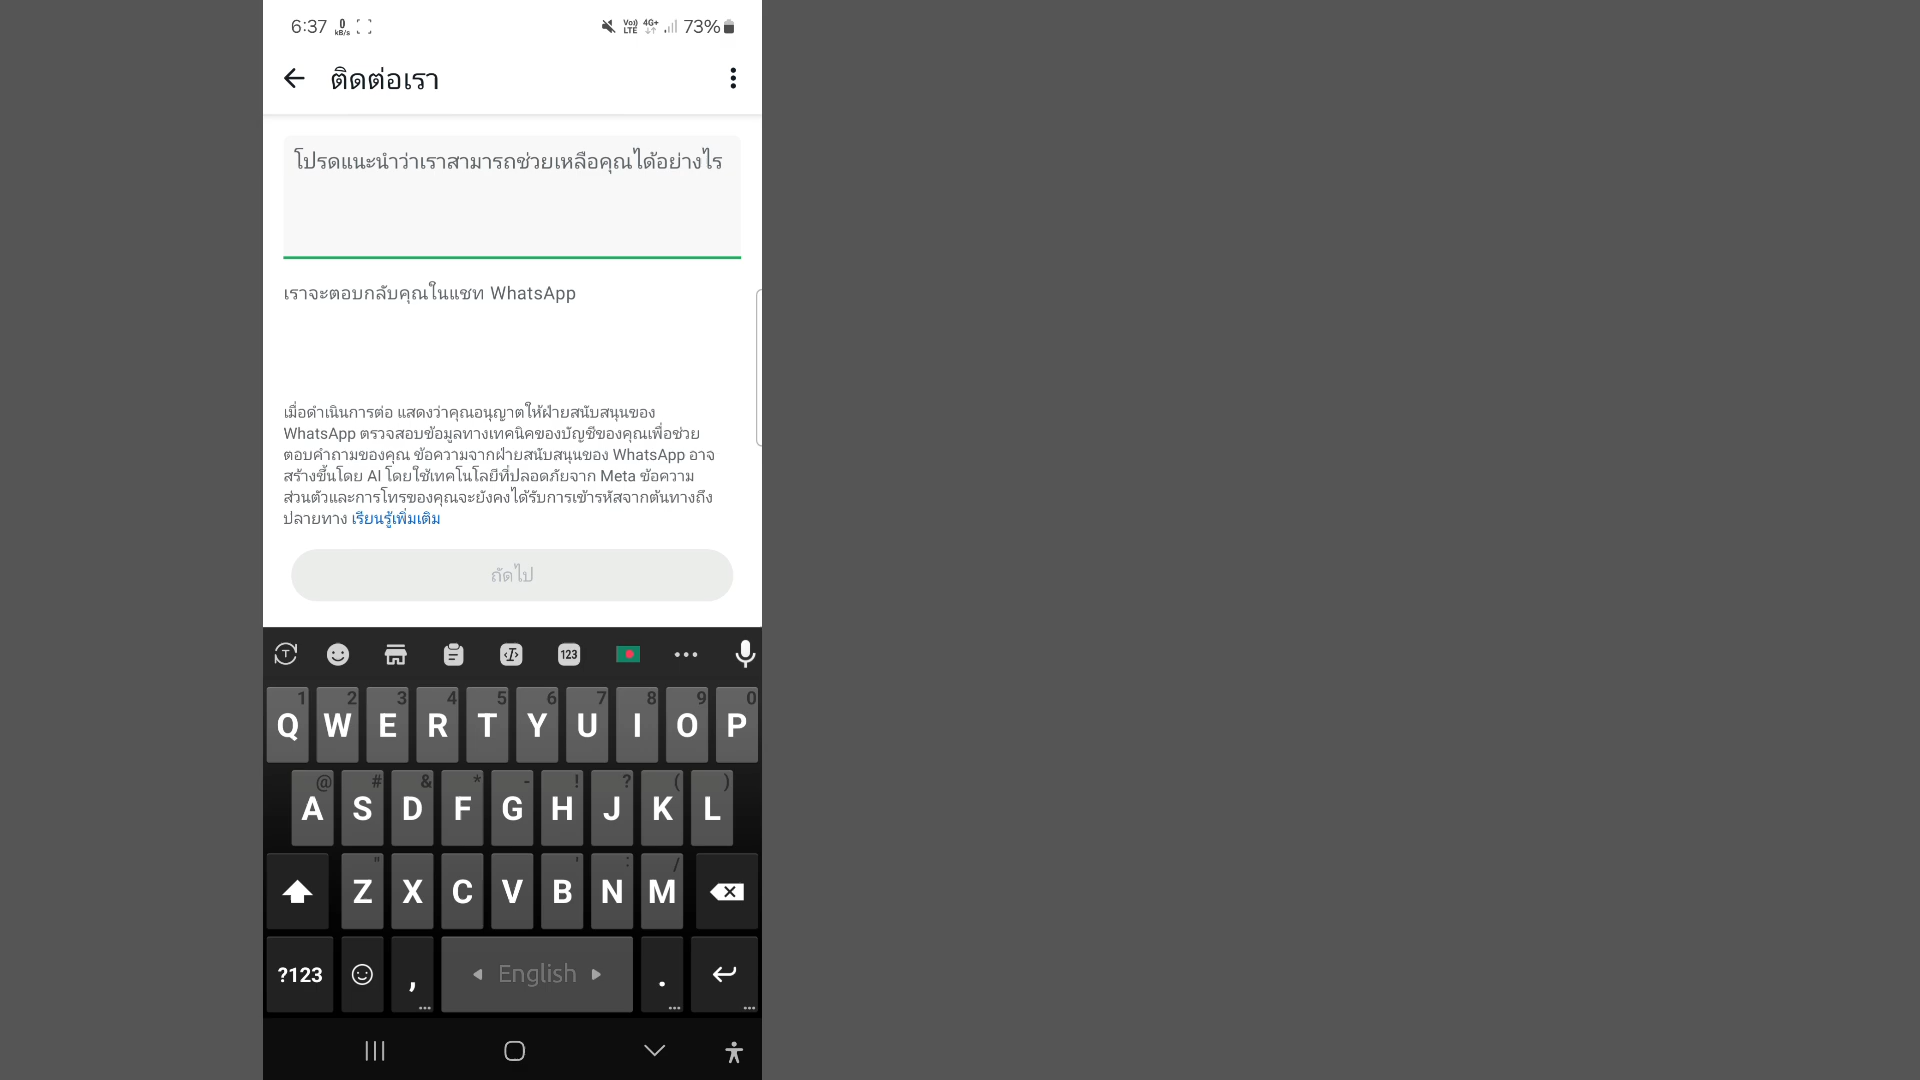 6:37 0 kB/s Vo)) LTE 4G+ 73%
ติดต่อเรา
โปรดแนะนำว่าเราสามารถช่วยเหลือคุณได้อย่างไร
เราจะตอบกลับคุณในแชท WhatsApp
เมื่อดำเนินการต่อ แสดงว่าคุณอนุญาตให้ฝ่ายสนับสนุนของ
WhatsApp ตรวจสอบข้อมูลทางเทคนิคของบัญชีของคุณเพื่อช่วย
ตอบคำถามของคุณ ข้อความจากฝ่ายสนับสนุนของ WhatsApp อาจ
สร้างขึ้นโดย AI โดยใช้เทคโนโลยีที่ปลอดภัยจาก Meta ข้อความ
ส่วนตัวและการโทรของคุณจะยังคงได้รับการเข้ารหัสจากต้นทางถึง
ปลายทาง เรียนรู้เพิ่มเติม
ถัดไป
T I 123
1 2 3 4 5 6 7 8 9 0
Q W E R T Y U I O P
@ # & * - ! ? ( )
A S D F G H J K L
" ' : /
Z X C V B N M
?123 , English .